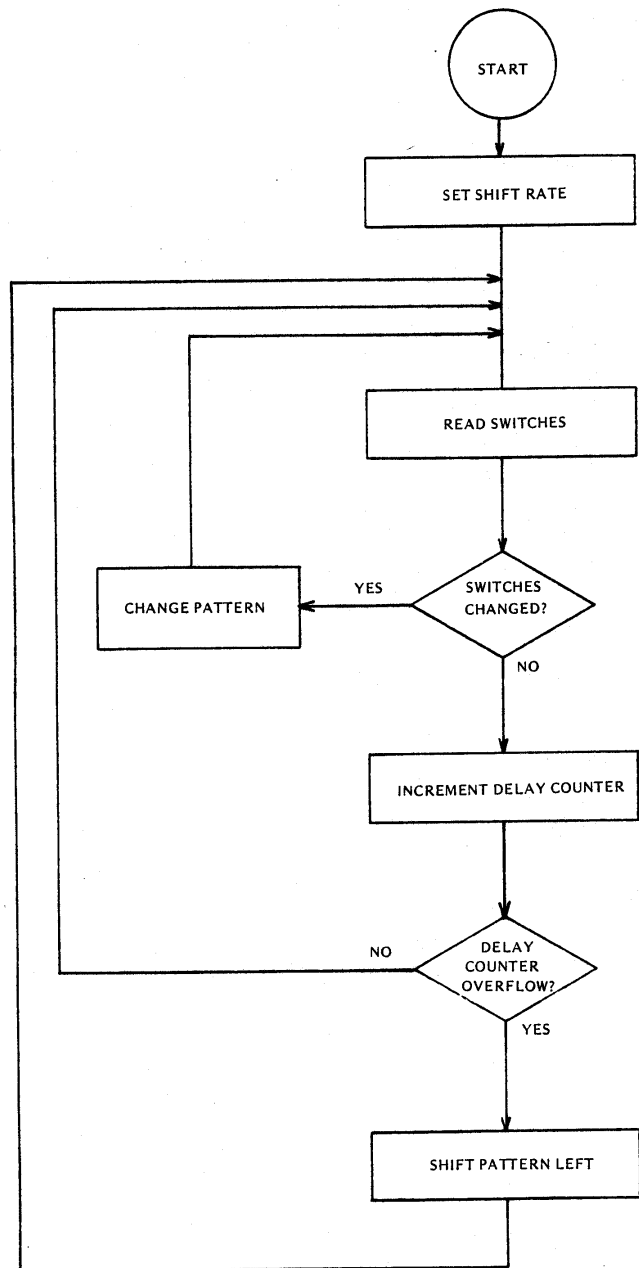 START
SET SHIFT RATE
READ SWITCHES
SWITCHES
CHANGED?
YES
CHANGE PATTERN
NO
INCREMENT DELAY COUNTER
DELAY
COUNTER
OVERFLOW?
NO
YES
SHIFT PATTERN LEFT